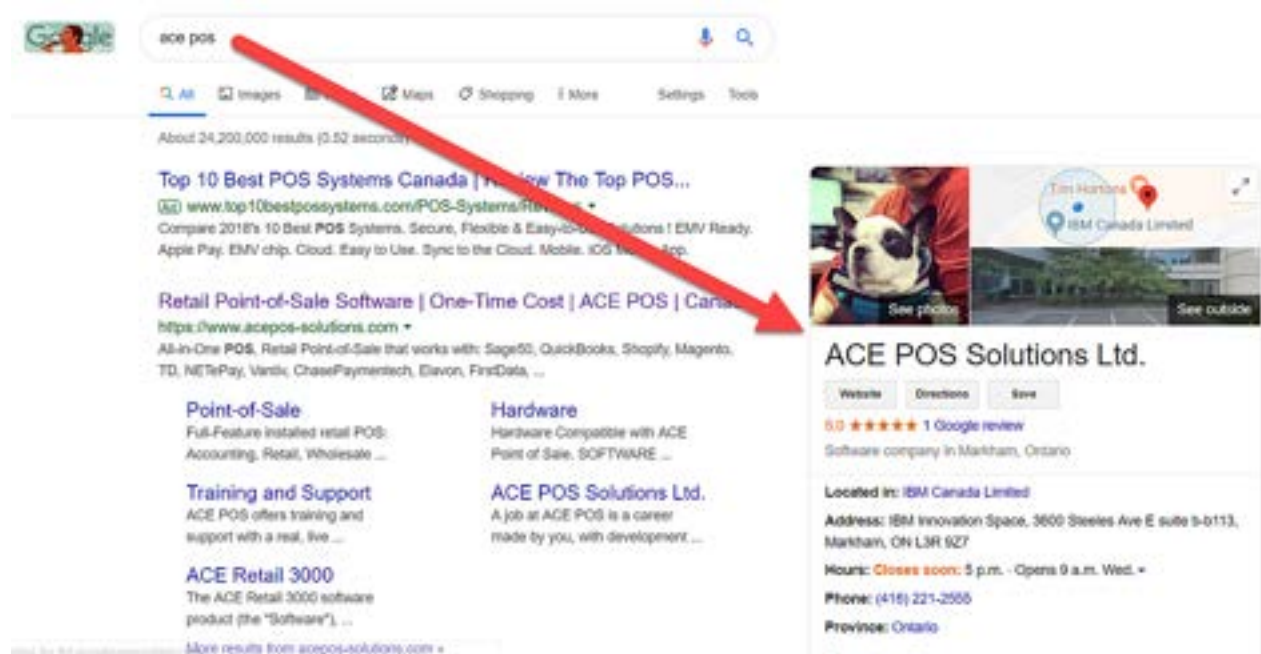 Google
ace pos
All Images Maps Shopping More Settings Tools
About 24,200,000 results (0.52 seconds)
Top 10 Best POS Systems Canada | Review The Top POS...
Ad www.top10bestpossystems.com/POS-Systems/
Compare 2018's 10 Best POS Systems. Secure, Flexible & Easy-to- Solutions ! EMV Ready.
Apple Pay. EMV chip. Cloud. Easy to Use. Sync to the Cloud. Mobile. iOS App.
Retail Point-of-Sale Software | One-Time Cost | ACE POS |
https://www.acepos-solutions.com
All-in-One POS, Retail Point-of-Sale that works with: Sage50, QuickBooks, Shopify, Magento,
TD, NETePay, Vantiv, ChasePaymentech, Elavon, FirstData, ...
Point-of-Sale
Full-Feature installed retail POS:
Accounting, Retail, Wholesale ...
Hardware
Hardware Compatible with ACE
Point of Sale. SOFTWARE ...
Training and Support
ACE POS offers training and
support with a real, live ...
ACE POS Solutions Ltd.
A job at ACE POS is a career
made by you, with development ...
ACE Retail 3000
The ACE Retail 3000 software
product (the "Software"), ...
More results from acepos-solutions.com »
Tim Hortons
IBM Canada Limited
See photos
See outside
ACE POS Solutions Ltd.
Website Directions Save
5.0 ★★★★★ 1 Google review
Software company in Markham, Ontario
Located in: IBM Canada Limited
Address: IBM Innovation Space, 3600 Steeles Ave E suite b-b113,
Markham, ON L3R 9Z7
Hours: Closes soon: 5 p.m. · Opens 9 a.m. Wed.
Phone: (416) 221-2555
Province: Ontario